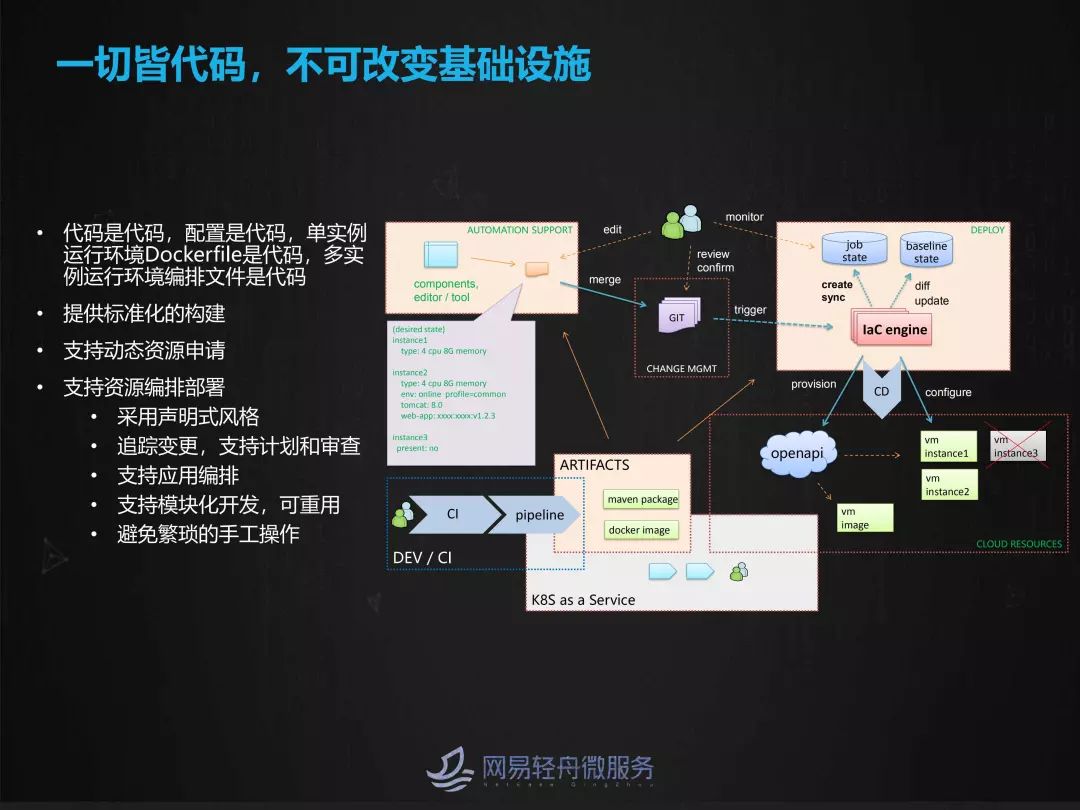 一切皆代码，不可改变基础设施
• 代码是代码，配置是代码，单实例
运行环境Dockerfile是代码，多实
例运行环境编排文件是代码
• 提供标准化的构建
• 支持动态资源申请
• 支持资源编排部署
• 采用声明式风格
• 追踪变更，支持计划和审查
• 支持应用编排
• 支持模块化开发，可重用
• 避免繁琐的手工操作
AUTOMATION SUPPORT
components,
editor / tool
edit
monitor
review
confirm
merge
GIT
CHANGE MGMT
trigger
DEPLOY
job
state
baseline
state
create
sync
diff
update
IaC engine
(desired state)
instance1
type: 4 cpu 8G memory
instance2
type: 4 cpu 8G memory
env: online profile=common
tomcat: 8.0
web-app: xxxx:xxxx:v1.2.3
instance3
present: no
provision
CD
configure
openapi
vm
instance1
vm
instance3
vm
instance2
vm
image
CLOUD RESOURCES
ARTIFACTS
maven package
docker image
CI
pipeline
DEV / CI
K8S as a Service
网易轻舟微服务
Netease QingZhou